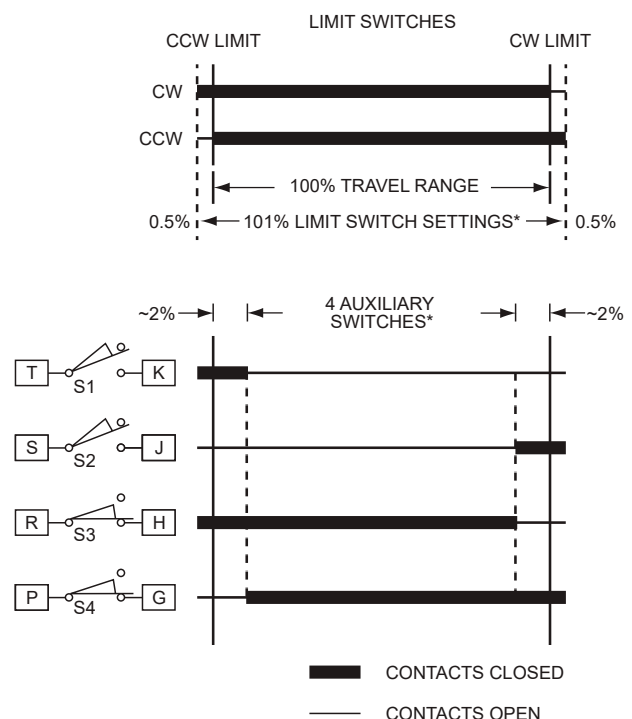 LIMIT SWITCHES
CCW LIMIT
CW LIMIT
CW
CCW
100% TRAVEL RANGE
0.5%
101% LIMIT SWITCH SETTINGS*
0.5%
~2%
4 AUXILIARY
SWITCHES*
~2%
T
S1
K
S
S2
J
R
S3
H
P
S4
G
CONTACTS CLOSED
CONTACTS OPEN